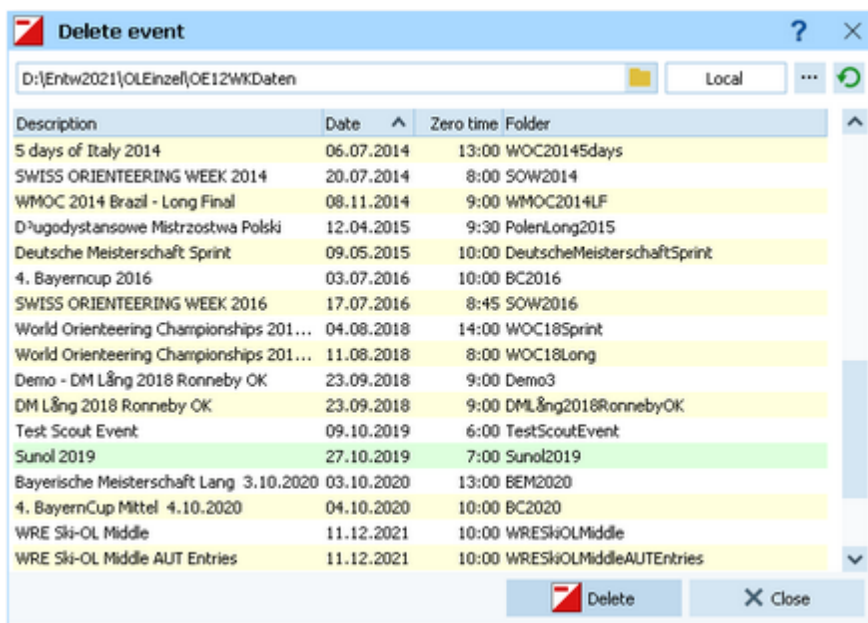 Delete event ?
D:\Entw2021\OLEinzel\OE12WKDaten Local ...
Description Date Zero time Folder
5 days of Italy 2014 06.07.2014 13:00 WOC20145days
SWISS ORIENTEERING WEEK 2014 20.07.2014 8:00 SOW2014
WMOC 2014 Brazil - Long Final 08.11.2014 9:00 WMOC2014LF
D³ugodystansowe Mistrzostwa Polski 12.04.2015 9:30 PolenLong2015
Deutsche Meisterschaft Sprint 09.05.2015 10:00 DeutscheMeisterschaftSprint
4. Bayerncup 2016 03.07.2016 10:00 BC2016
SWISS ORIENTEERING WEEK 2016 17.07.2016 8:45 SOW2016
World Orienteering Championships 201... 04.08.2018 14:00 WOC18Sprint
World Orienteering Championships 201... 11.08.2018 8:00 WOC18Long
Demo - DM Lång 2018 Ronneby OK 23.09.2018 9:00 Demo3
DM Lång 2018 Ronneby OK 23.09.2018 9:00 DMLång2018RonnebyOK
Test Scout Event 09.10.2019 6:00 TestScoutEvent
Sunol 2019 27.10.2019 7:00 Sunol2019
Bayerische Meisterschaft Lang 3.10.2020 03.10.2020 13:00 BEM2020
4. BayernCup Mittel 4.10.2020 04.10.2020 10:00 BC2020
WRE Ski-OL Middle 11.12.2021 10:00 WRESkiOLMiddle
WRE Ski-OL Middle AUT Entries 11.12.2021 10:00 WRESkiOLMiddleAUTEntries
Delete Close